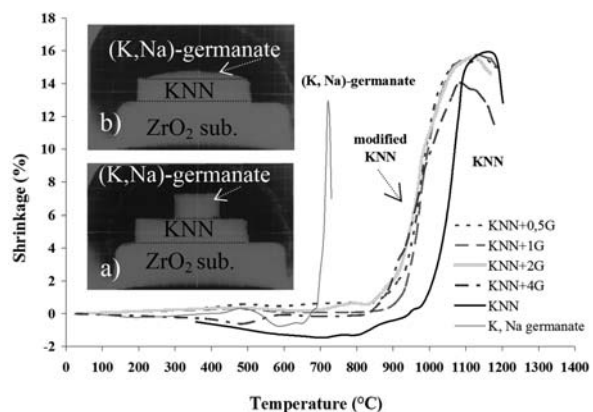 18
16
14
12
10
8
6
4
2
0
-2
Shrinkage (%)
(K,Na)-germanate
KNN
b)
ZrO₂ sub.
(K,Na)-germanate
KNN
a)
ZrO₂ sub.
(K, Na)-germanate
modified
KNN
KNN
KNN+0,5G
KNN+1G
KNN+2G
KNN+4G
KNN
K, Na germanate
0 100 200 300 400 500 600 700 800 900 1000 1100 1200 1300 1400
Temperature (°C)